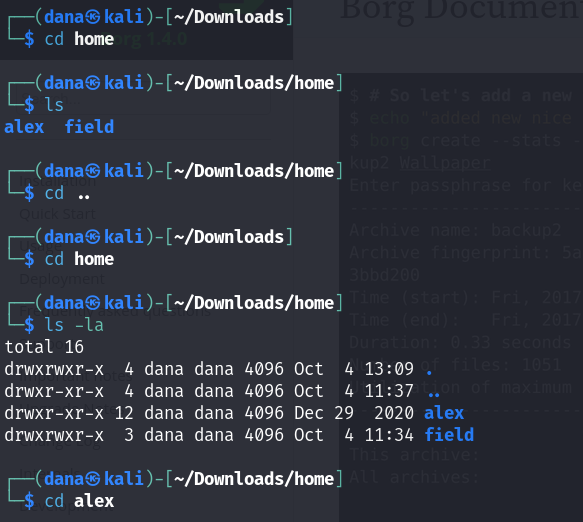 Borg Documen
┌──(dana㉿kali)-[~/Downloads]
└─$ cd home
Borg 1.4.0
┌──(dana㉿kali)-[~/Downloads/home]
└─$ ls
alex  field
┌──(dana㉿kali)-[~/Downloads/home]
└─$ cd ..
┌──(dana㉿kali)-[~/Downloads]
└─$ cd home
┌──(dana㉿kali)-[~/Downloads/home]
└─$ ls -la
total 16
drwxrwxr-x  4 dana dana 4096 Oct  4 13:09 .
drwxr-xr-x  4 dana dana 4096 Oct  4 11:37 ..
drwxr-xr-x 12 dana dana 4096 Dec 29  2020 alex
drwxrwxr-x  3 dana dana 4096 Oct  4 11:34 field
┌──(dana㉿kali)-[~/Downloads/home]
└─$ cd alex
Quick Start
Deployment
$ # So let's add a new
$ echo "added new nice
$ borg create --stats
kup2 Wallpaper
Enter passphrase for ke
Archive name: backup2
Archive fingerprint: 5a
3bbd200
Time (start): Fri, 2017
Time (end): Fri, 2017
Duration: 0.33 seconds
Number of files: 1051
of maximum
This archive:
All archives: